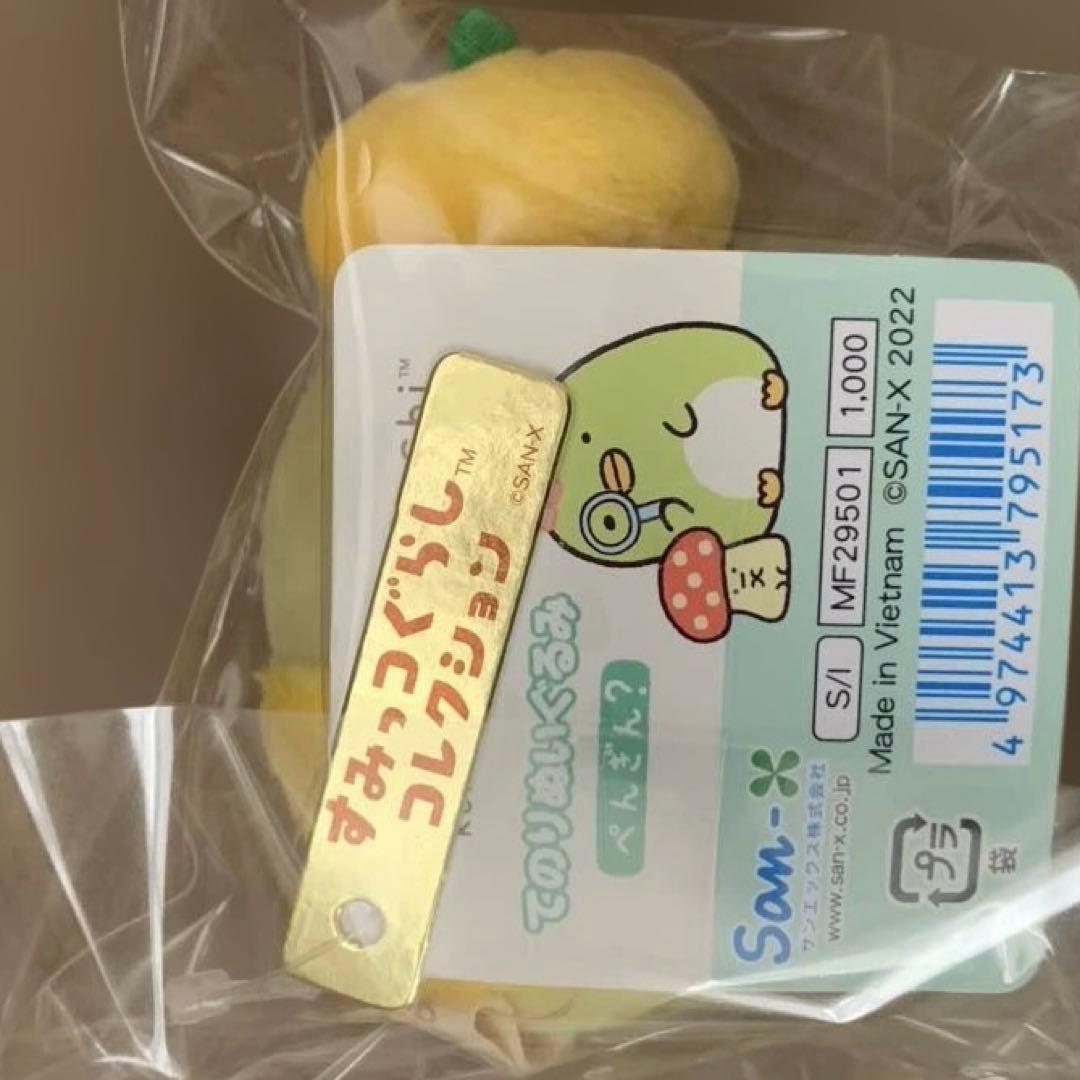 すみっコぐらし™
コレクション
©SAN-X
てのりぬいぐるみ
ぺんぎん？
San-X
サンエックス株式会社
www.san-x.co.jp
S/I
MF29501
1,000
Made in Vietnam ©SAN-X 2022
4 974413 795173
プラ
袋